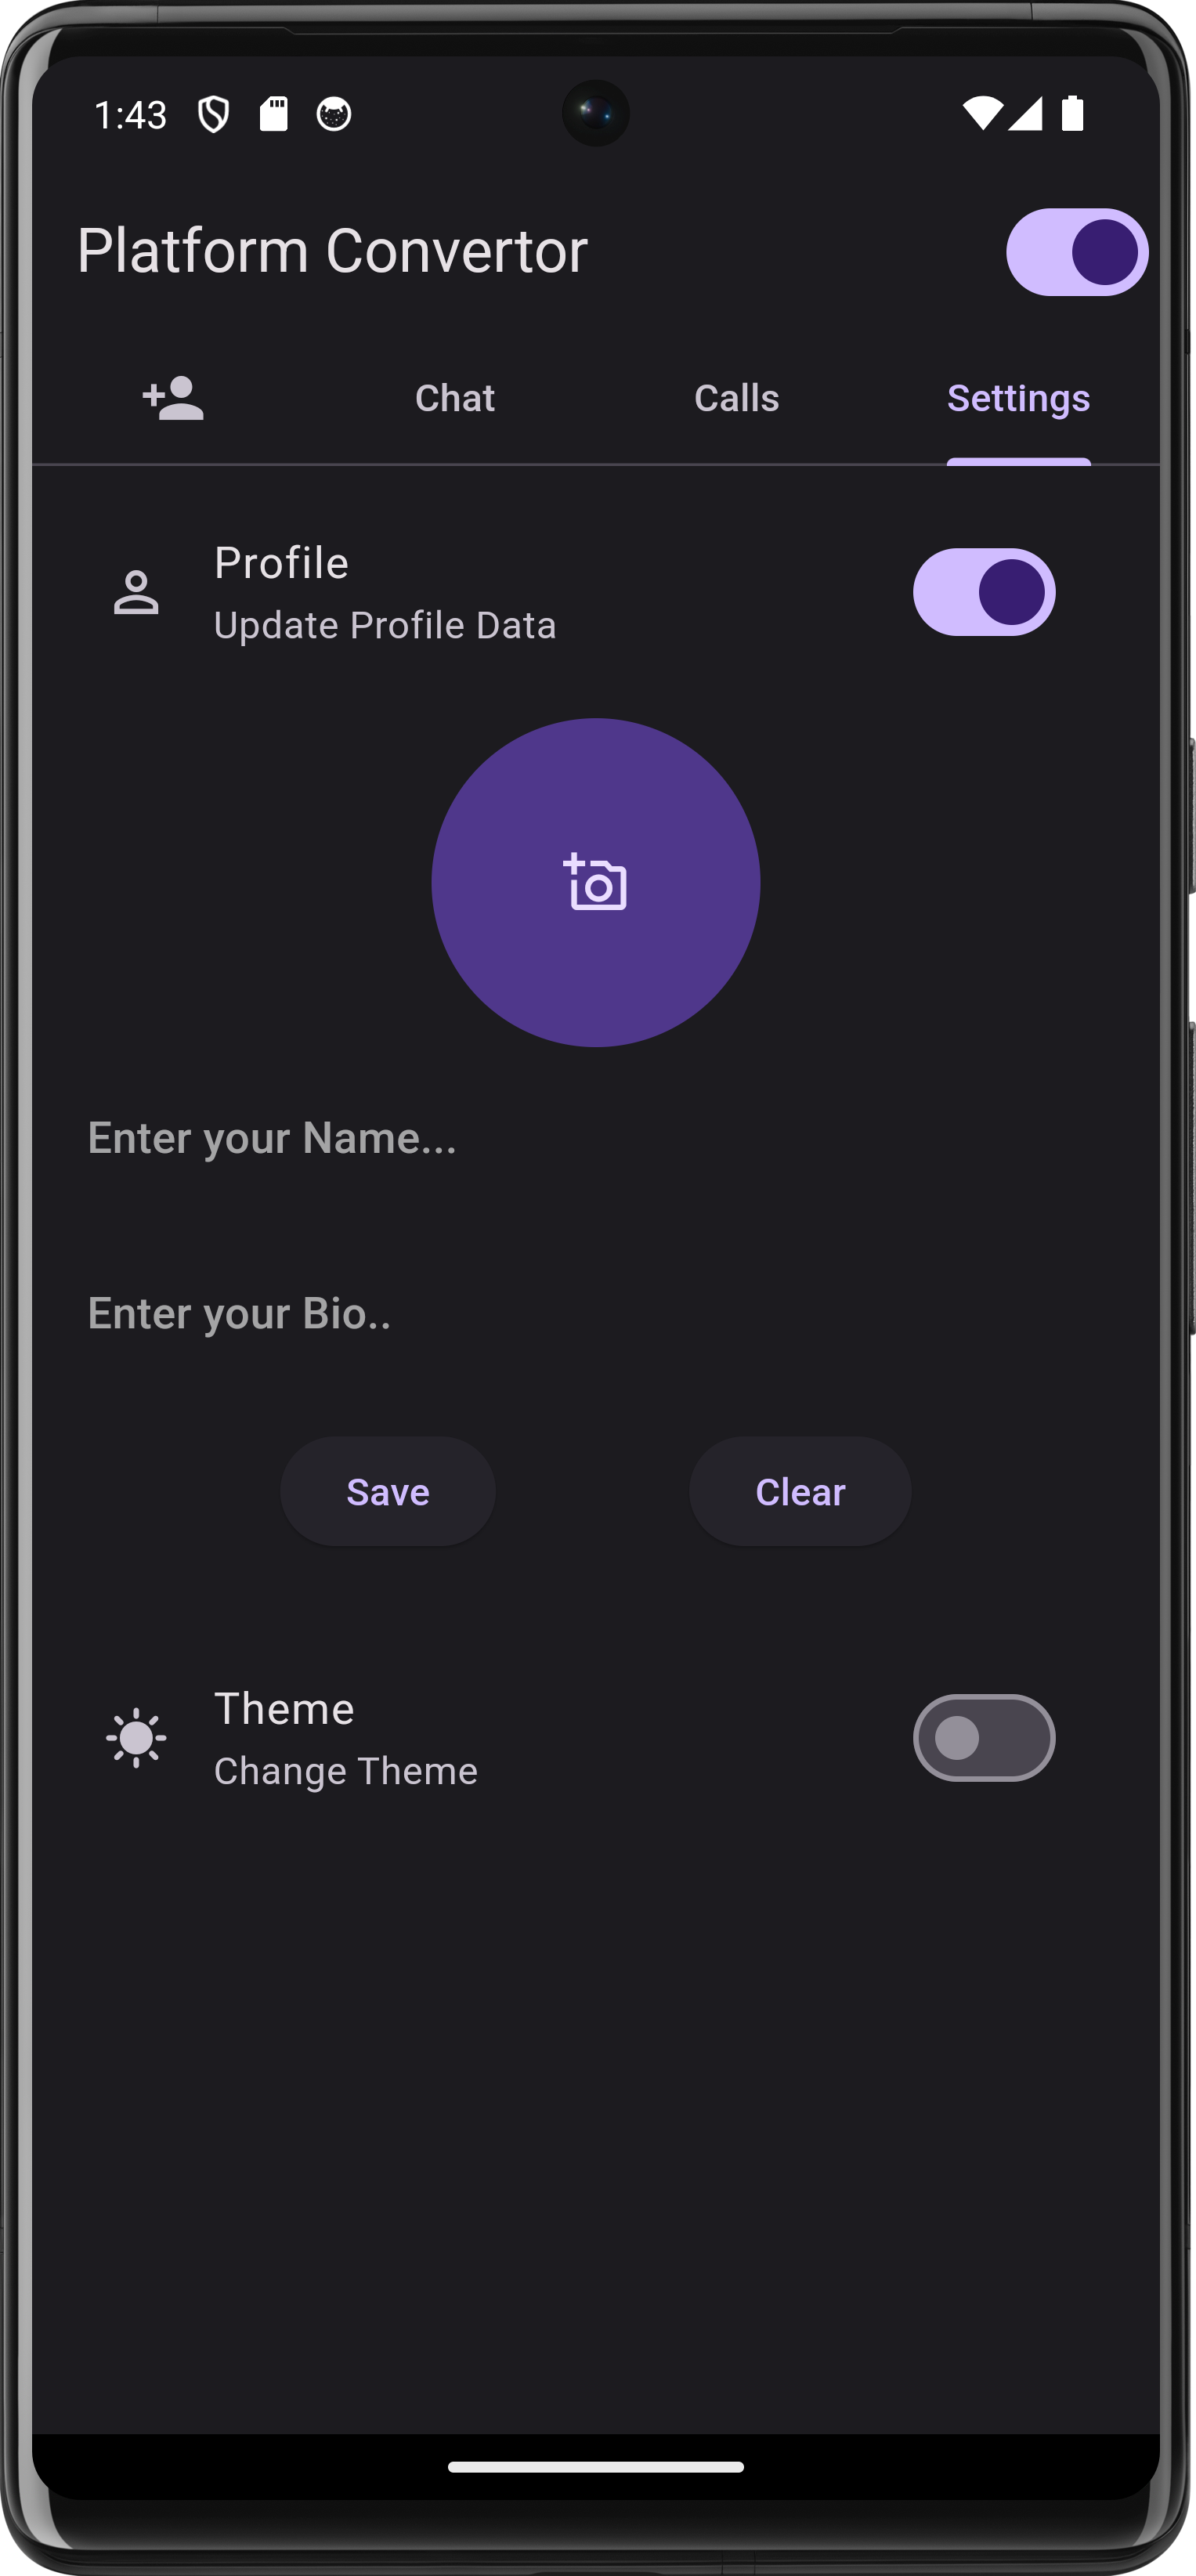 1:43
Platform Convertor
Chat
Calls
Settings
Profile
Update Profile Data
Enter your Name...
Enter your Bio..
Save
Clear
Theme
Change Theme